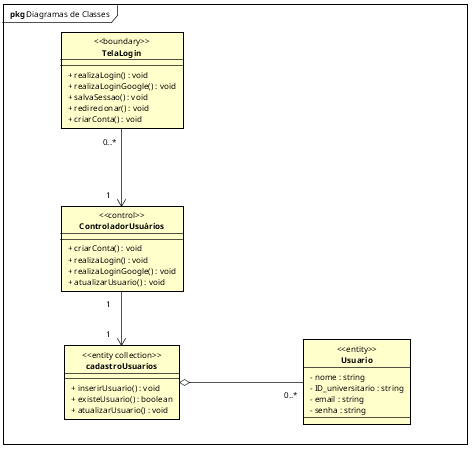 pkg Diagramas de Classes
<<boundary>>
TelaLogin
+ realizaLogin() : void
+ realizaLoginGoogle() : void
+ salvaSessao() : void
+ redirecionar() : void
+ criarConta() : void
0..*
1
<<control>>
ControladorUsuários
+ criarConta() : void
+ realizaLogin() : void
+ realizaLoginGoogle() : void
+ atualizarUsuario() : void
1
1
<<entity collection>>
cadastroUsuarios
+ inserirUsuario() : void
+ existeUsuario() : boolean
+ atualizarUsuario() : void
0..*
<<entity>>
Usuario
- nome : string
- ID_universitario : string
- email : string
- senha : string